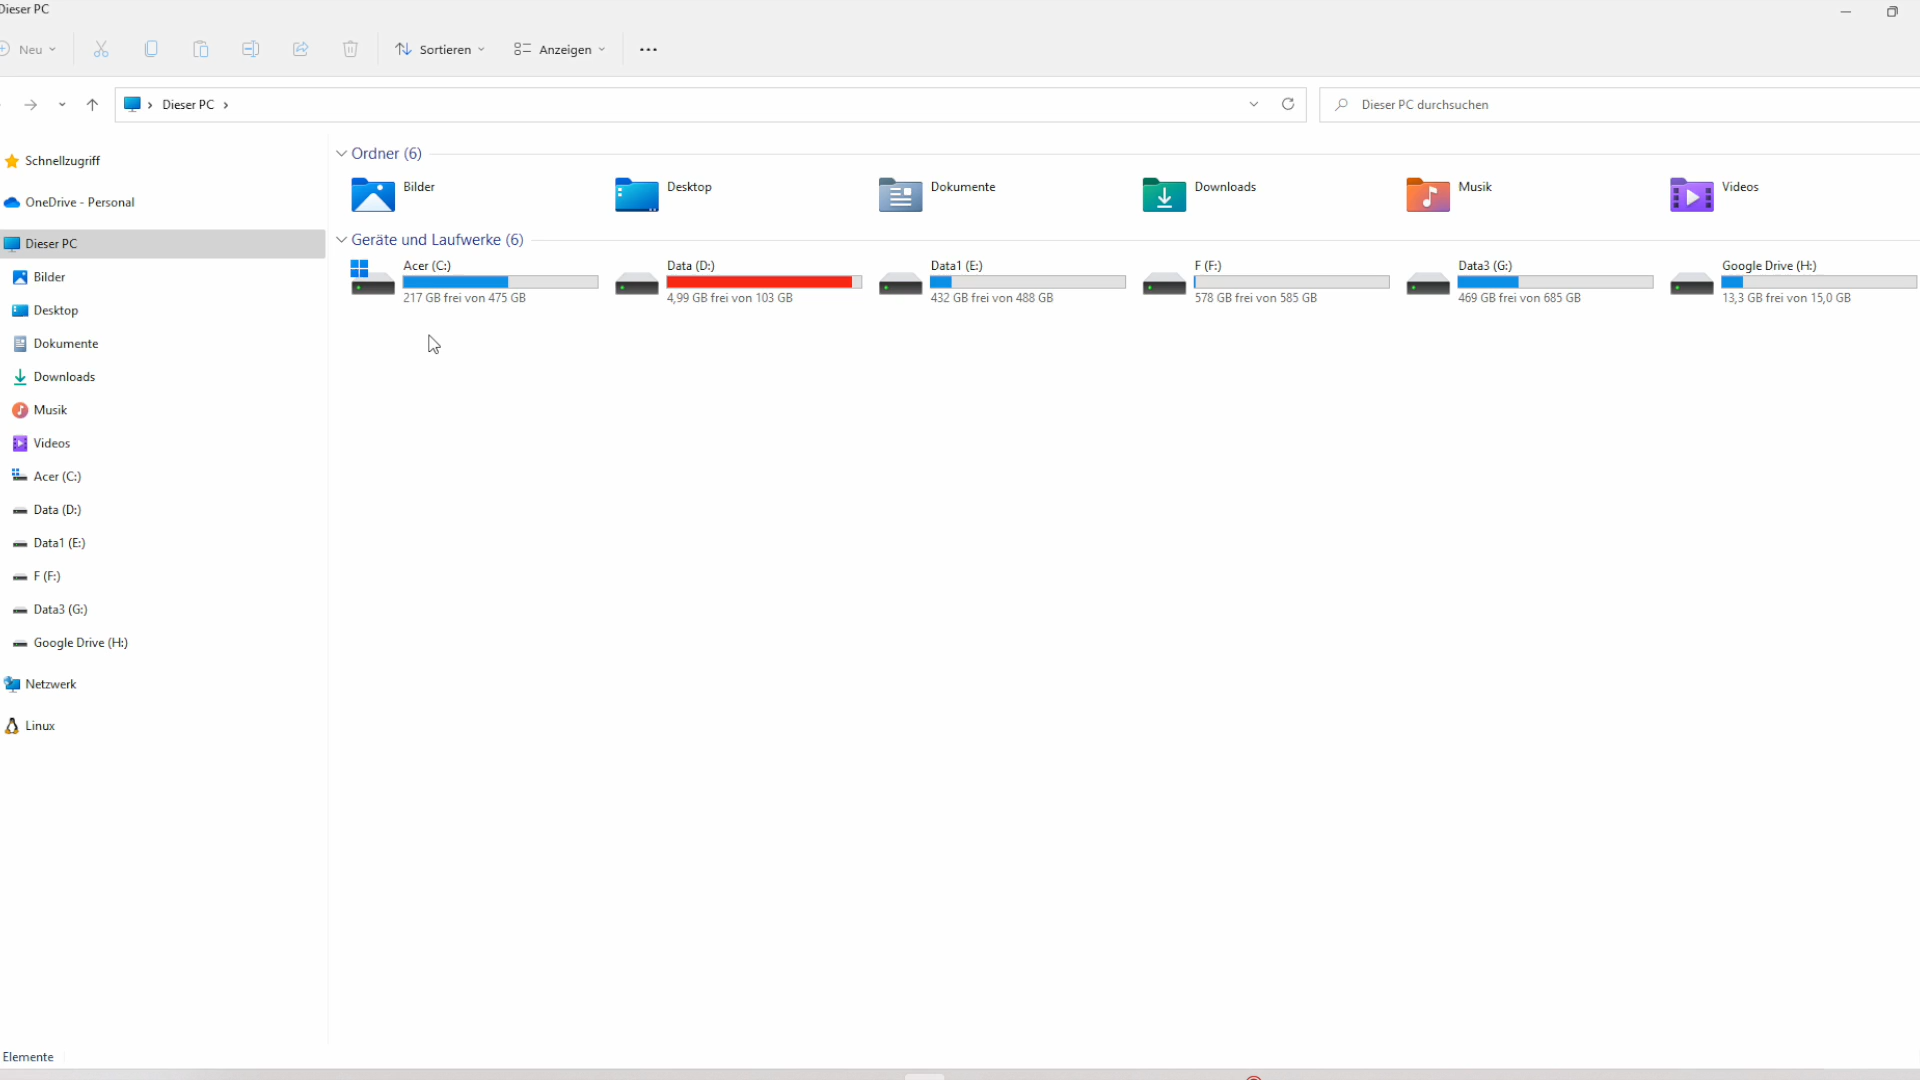 Dieser PC
Neu
Sortieren
Anzeigen
Dieser PC
Dieser PC durchsuchen
Schnellzugriff
OneDrive - Personal
Dieser PC
Bilder
Desktop
Dokumente
Downloads
Musik
Videos
Acer (C:)
Data (D:)
Data1 (E:)
F (F:)
Data3 (G:)
Google Drive (H:)
Netzwerk
Linux
Ordner (6)
Bilder
Desktop
Dokumente
Downloads
Musik
Videos
Geräte und Laufwerke (6)
Acer (C:)
217 GB frei von 475 GB
Data (D:)
4,99 GB frei von 103 GB
Data1 (E:)
432 GB frei von 488 GB
F (F:)
578 GB frei von 585 GB
Data3 (G:)
469 GB frei von 685 GB
Google Drive (H:)
13,3 GB frei von 15,0 GB
Elemente